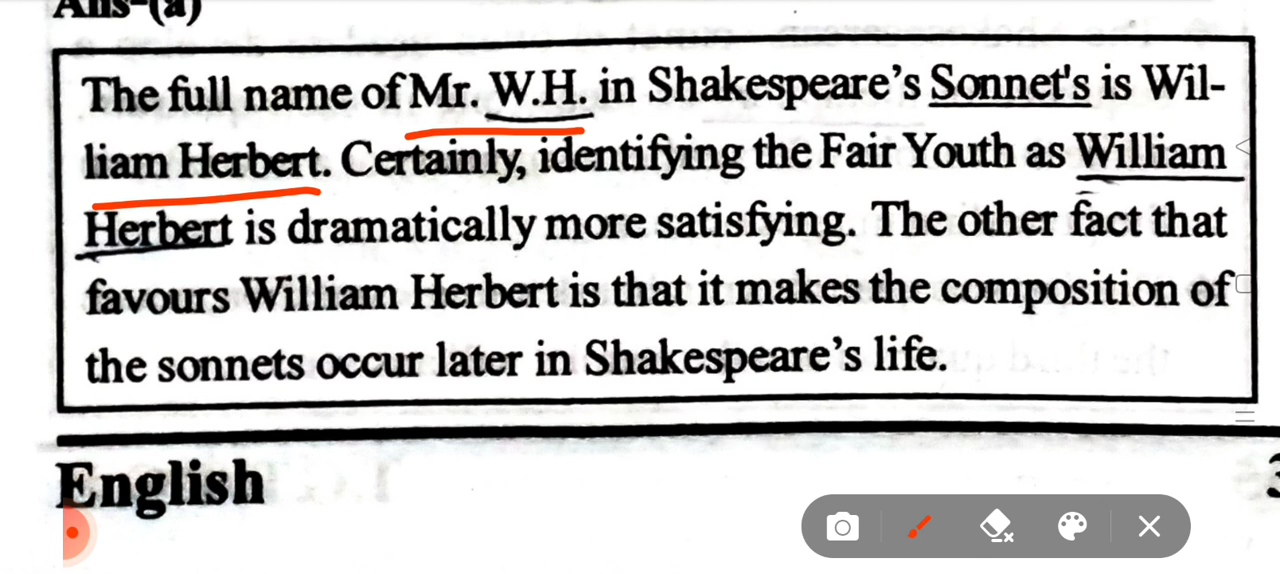 Ans-(a)
The full name of Mr. W.H. in Shakespeare's Sonnet's is Wil-
liam Herbert. Certainly, identifying the Fair Youth as William
Herbert is dramatically more satisfying. The other fact that
favours William Herbert is that it makes the composition of
the sonnets occur later in Shakespeare's life.
English